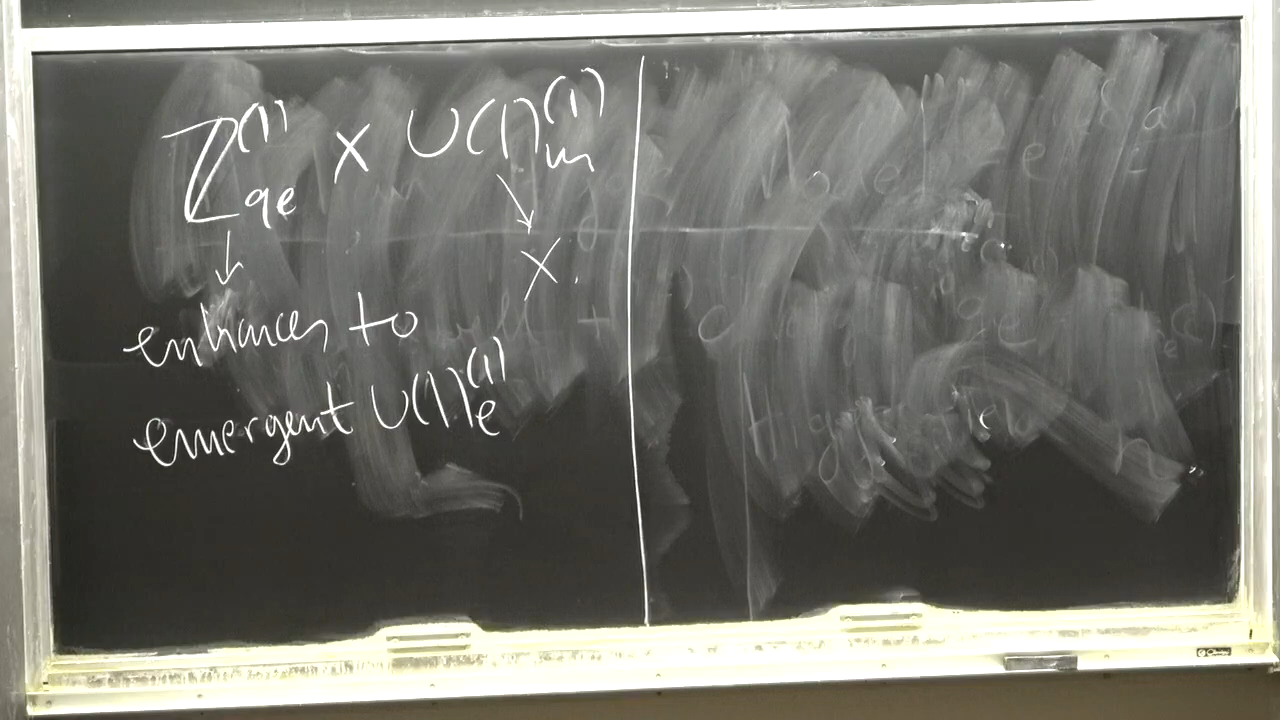 ℤ_{qe}^{(1)} × U(1)_m^{(1)}
↓ ↘
X.
enhances to
emergent U(1)_e^{(1)}